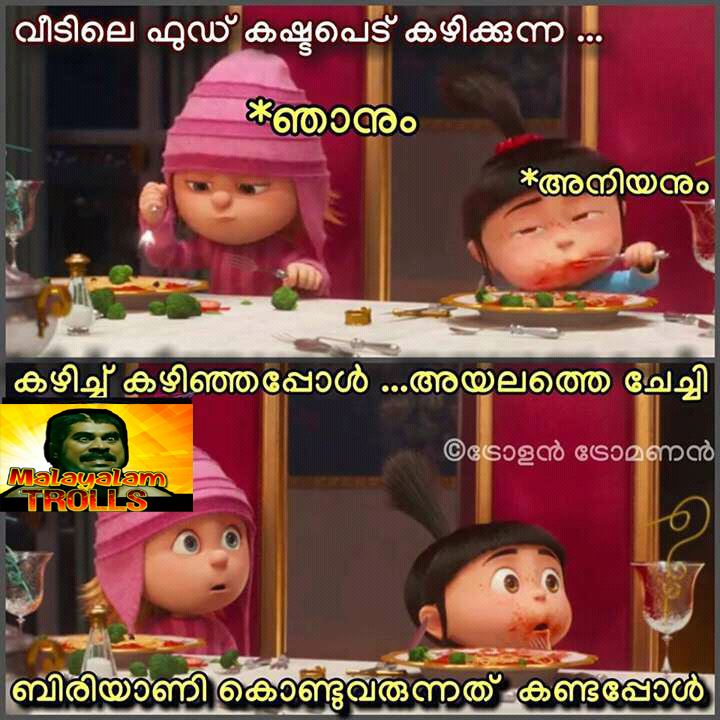 വീടിലെ ഫുഡ് കഷ്ടപെട് കഴിക്കുന്ന ...
*ഞാനും
*അനിയനും
കഴിച്ച് കഴിഞ്ഞപ്പോൾ ...അയലത്തെ ചേച്ചി
©ട്രോളൻ ട്രോമണൻ
Malayalam
TROLLS
ബിരിയാണി കൊണ്ടുവരുന്നത് കണ്ടപ്പോൾ